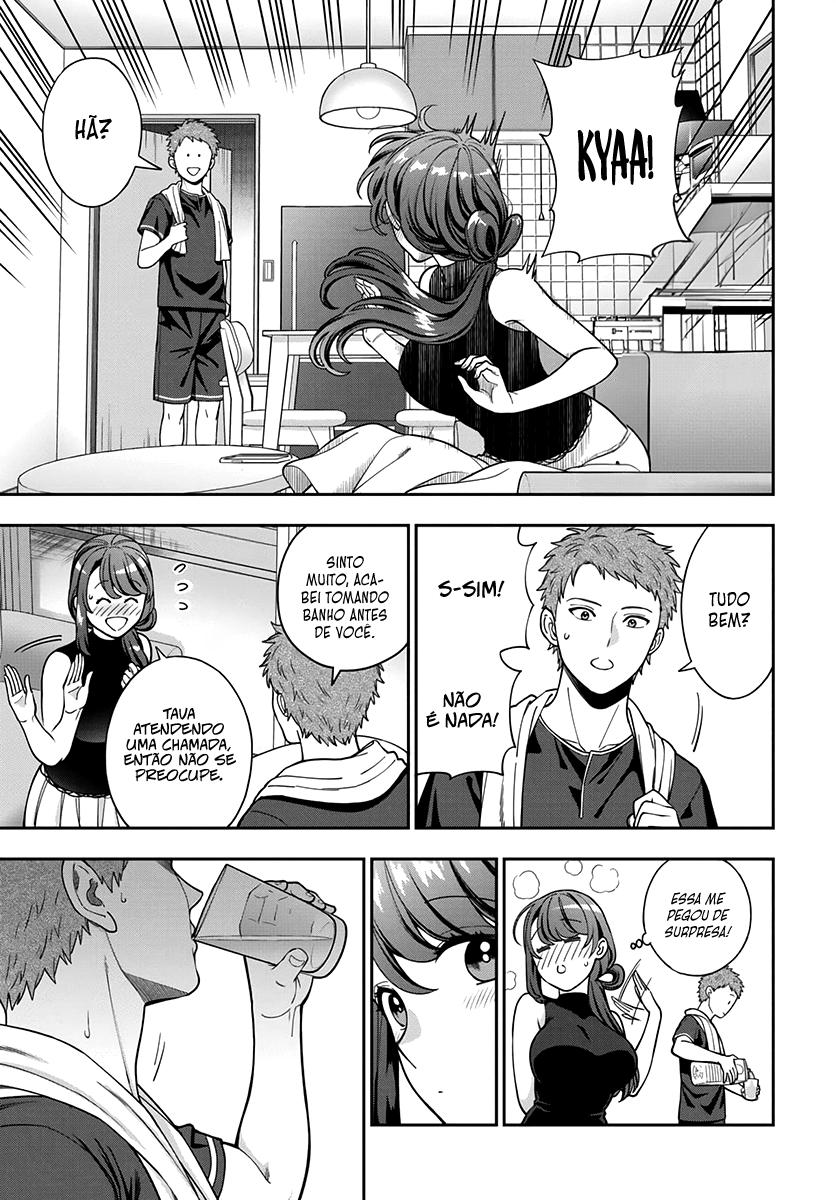 KYAA!
HÃ?
TUDO
BEM?
S-SIM!
NÃO
É NADA!
SINTO
MUITO, ACA-
BEI TOMANDO
BANHO ANTES
DE VOCÊ.
TAVA
ATENDENDO
UMA CHAMADA,
ENTÃO NÃO SE
PREOCUPE.
ESSA ME
PEGOU DE
SURPRESA!